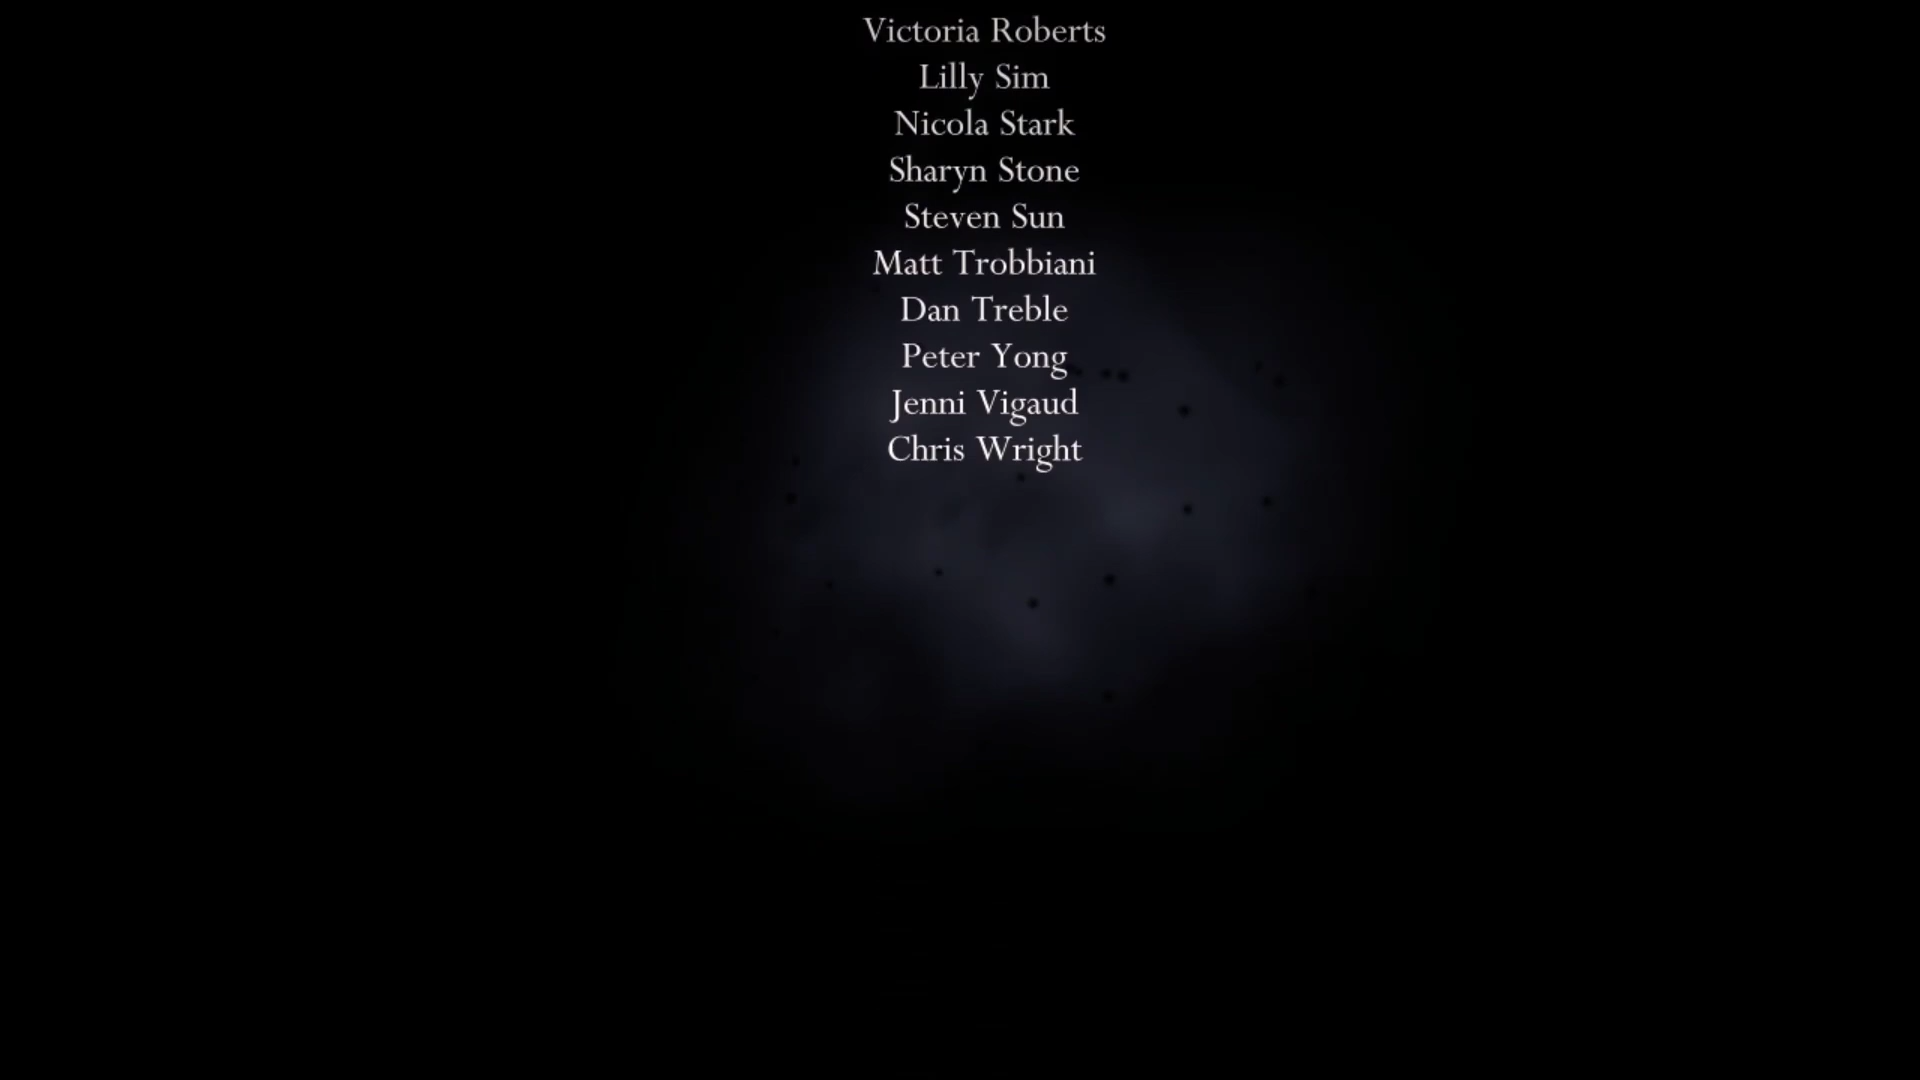 Victoria Roberts
Lilly Sim
Nicola Stark
Sharyn Stone
Steven Sun
Matt Trobbiani
Dan Treble
Peter Yong
Jenni Vigaud
Chris Wright